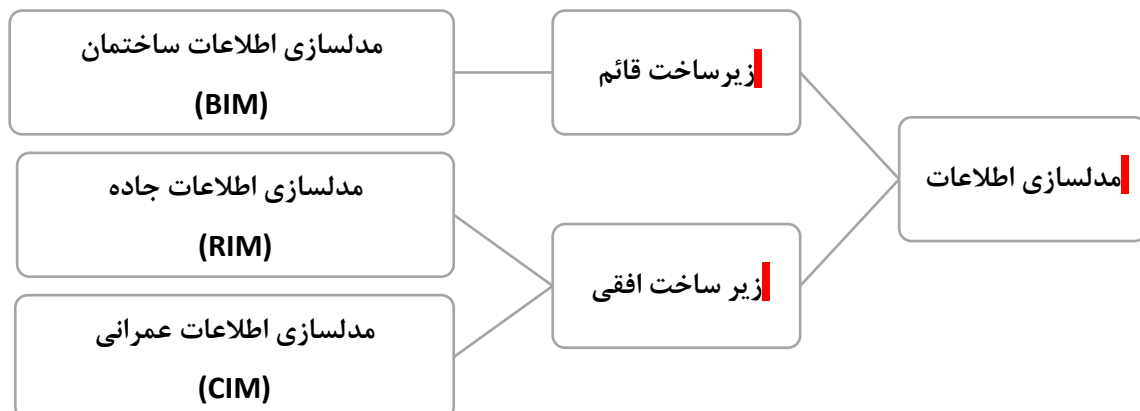 مدلسازی اطلاعات
زیرساخت قائم
مدلسازی اطلاعات ساختمان
(BIM)
زیر ساخت افقی
مدلسازی اطلاعات جاده
(RIM)
مدلسازی اطلاعات عمرانی
(CIM)